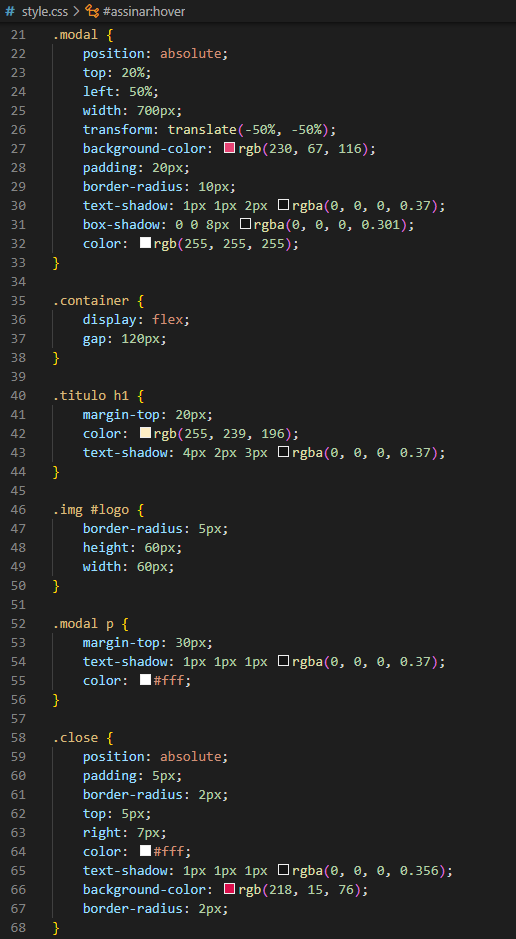 # style.css > #assinar:hover
21 .modal {
22     position: absolute;
23     top: 20%;
24     left: 50%;
25     width: 700px;
26     transform: translate(-50%, -50%);
27     background-color: rgb(230, 67, 116);
28     padding: 20px;
29     border-radius: 10px;
30     text-shadow: 1px 1px 2px rgba(0, 0, 0, 0.37);
31     box-shadow: 0 0 8px rgba(0, 0, 0, 0.301);
32     color: rgb(255, 255, 255);
33 }
34
35 .container {
36     display: flex;
37     gap: 120px;
38 }
39
40 .titulo h1 {
41     margin-top: 20px;
42     color: rgb(255, 239, 196);
43     text-shadow: 4px 2px 3px rgba(0, 0, 0, 0.37);
44 }
45
46 .img #logo {
47     border-radius: 5px;
48     height: 60px;
49     width: 60px;
50 }
51
52 .modal p {
53     margin-top: 30px;
54     text-shadow: 1px 1px 1px rgba(0, 0, 0, 0.37);
55     color: #fff;
56 }
57
58 .close {
59     position: absolute;
60     padding: 5px;
61     border-radius: 2px;
62     top: 5px;
63     right: 7px;
64     color: #fff;
65     text-shadow: 1px 1px 1px rgba(0, 0, 0, 0.356);
66     background-color: rgb(218, 15, 76);
67     border-radius: 2px;
68 }